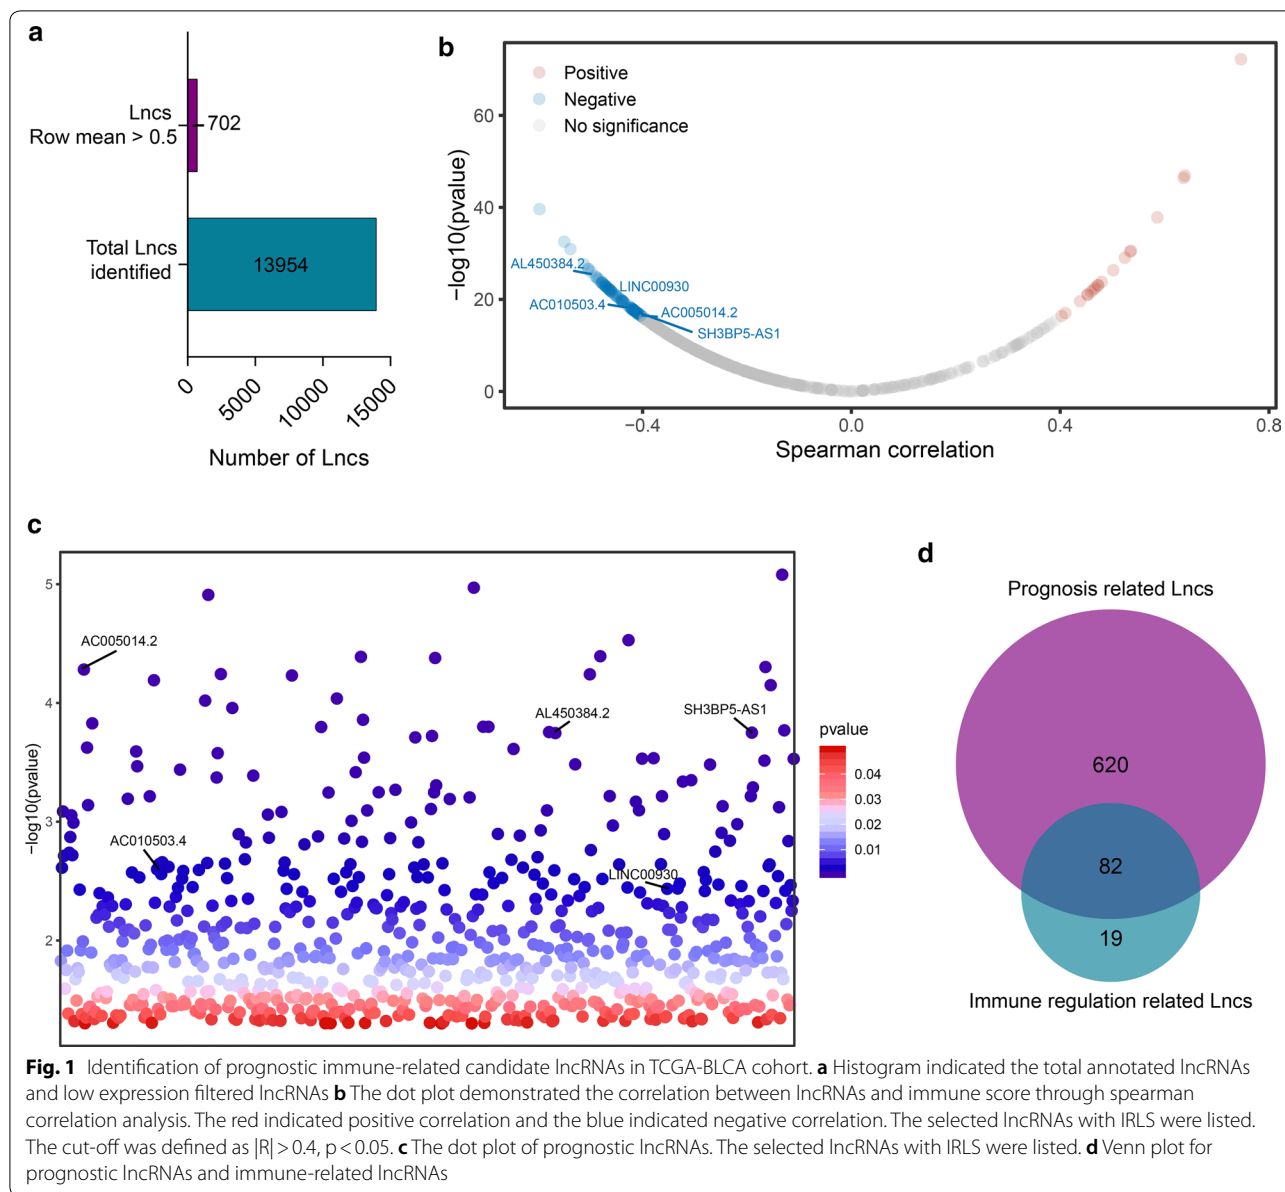 a
Lncs
Row mean > 0.5
702
Total Lncs
identified
13954
0
5000
10000
15000
Number of Lncs
b
Positive
Negative
No significance
60
40
20
0
−log10(pvalue)
AL450384.2
LINC00930
AC010503.4
AC005014.2
SH3BP5-AS1
−0.4
0.0
0.4
0.8
Spearman correlation
c
5
4
3
2
−log10(pvalue)
AC005014.2
AL450384.2
SH3BP5-AS1
AC010503.4
LINC00930
pvalue
0.04
0.03
0.02
0.01
d
Prognosis related Lncs
620
82
19
Immune regulation related Lncs
Fig. 1 Identification of prognostic immune-related candidate lncRNAs in TCGA-BLCA cohort. a Histogram indicated the total annotated lncRNAs
and low expression filtered lncRNAs b The dot plot demonstrated the correlation between lncRNAs and immune score through spearman
correlation analysis. The red indicated positive correlation and the blue indicated negative correlation. The selected lncRNAs with IRLS were listed.
The cut-off was defined as |R| > 0.4, p < 0.05. c The dot plot of prognostic lncRNAs. The selected lncRNAs with IRLS were listed. d Venn plot for
prognostic lncRNAs and immune-related lncRNAs